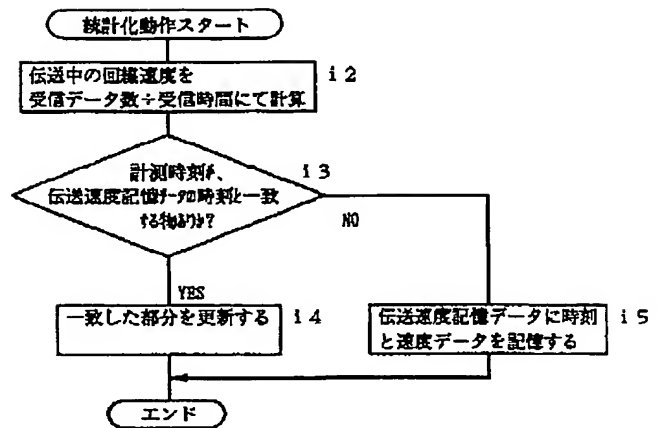 統計化動作スタート
伝送中の回線速度を
受信データ数÷受信時間にて計算
i2
計測時刻が、
伝送速度記憶データの時刻と一致
する物ありか?
i3
NO
YES
一致した部分を更新する
i4
伝送速度記憶データに時刻
と速度データを記憶する
i5
エンド